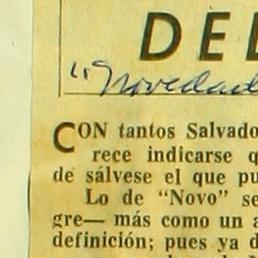 DE
"Novedad
CON tantos Salvado
rece indicarse q
de sálvese el que pu
Lo de “Novo” se
gre— más como un a
definición; pues ya d